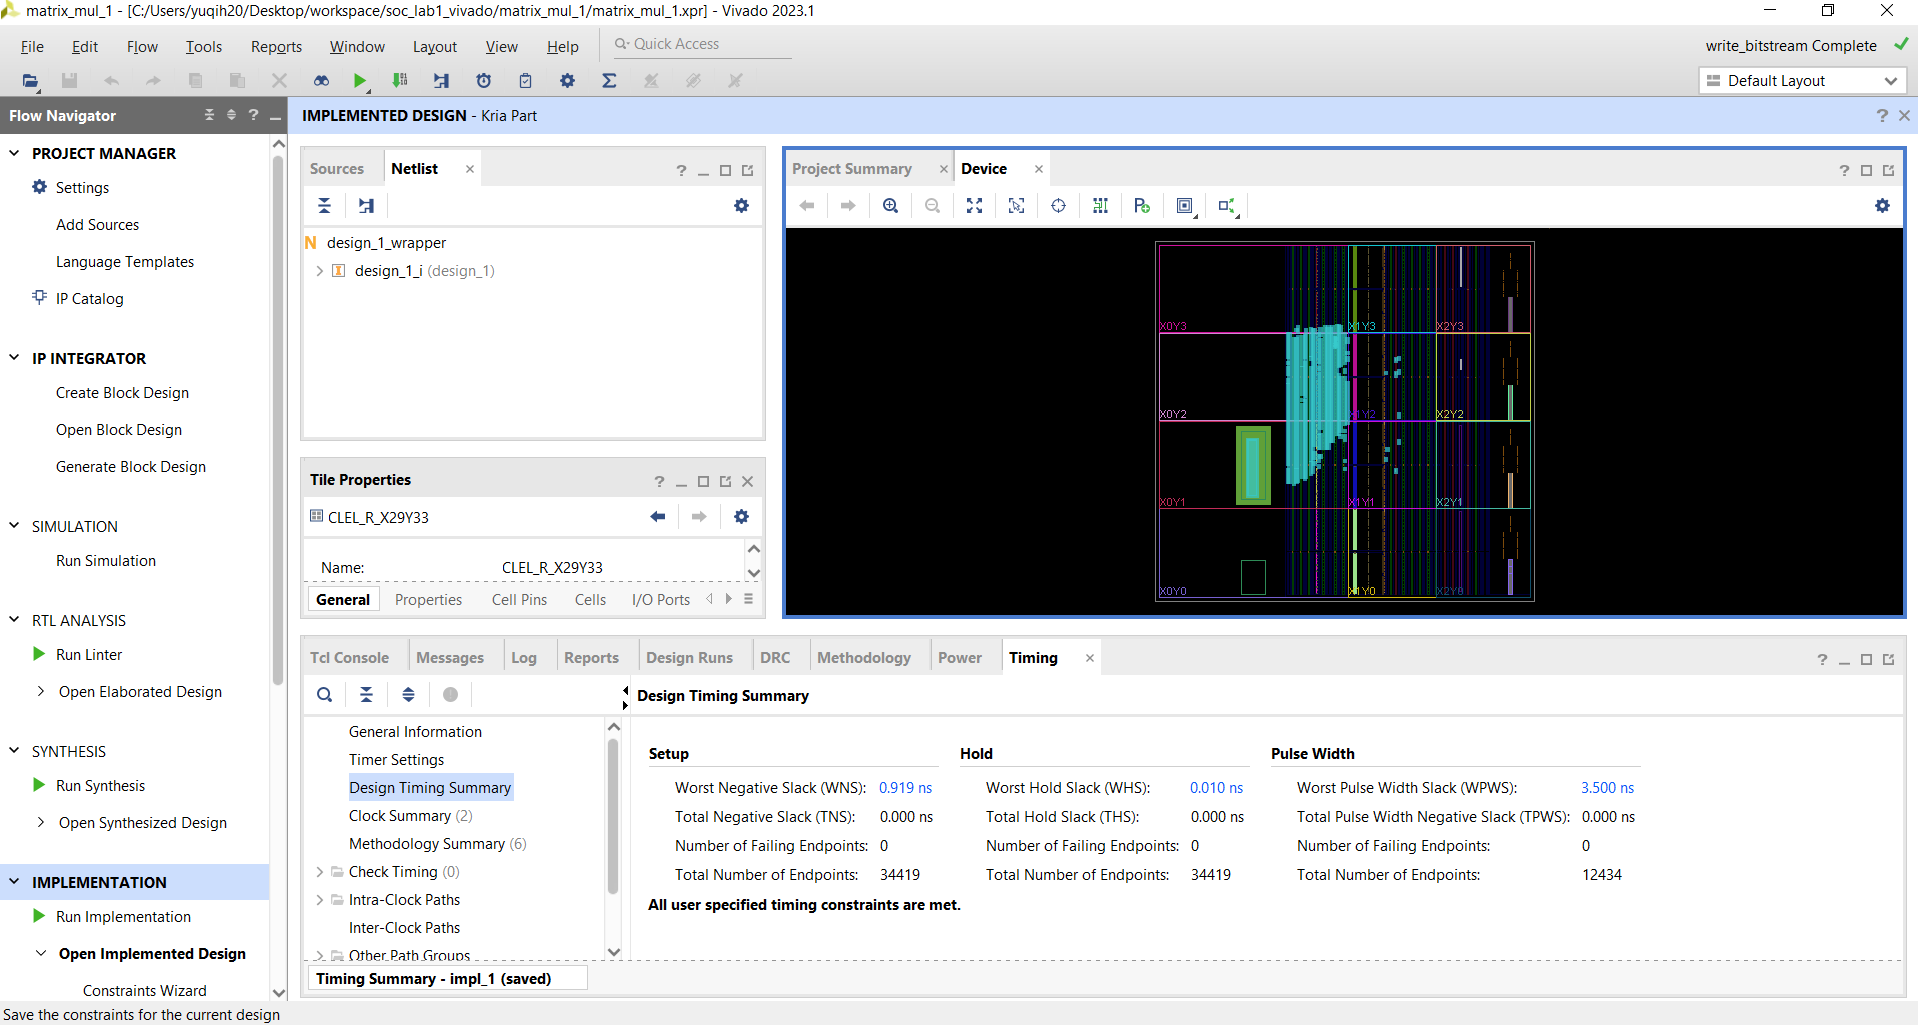 matrix_mul_1 - [C:/Users/yuqih20/Desktop/workspace/soc_lab1_vivado/matrix_mul_1/matrix_mul_1.xpr] - Vivado 2023.1
File Edit Flow Tools Reports Window Layout View Help Quick Access
write_bitstream Complete
Default Layout
Flow Navigator
PROJECT MANAGER
Settings
Add Sources
Language Templates
IP Catalog
IP INTEGRATOR
Create Block Design
Open Block Design
Generate Block Design
SIMULATION
Run Simulation
RTL ANALYSIS
Run Linter
Open Elaborated Design
SYNTHESIS
Run Synthesis
Open Synthesized Design
IMPLEMENTATION
Run Implementation
Open Implemented Design
Constraints Wizard
IMPLEMENTED DESIGN - Kria Part
Sources Netlist
design_1_wrapper
design_1_i (design_1)
Tile Properties
CLEL_R_X29Y33
Name: CLEL_R_X29Y33
General Properties Cell Pins Cells I/O Ports
Project Summary Device
X0Y3 X1Y3 X2Y3
X0Y2 X1Y2 X2Y2
X0Y1 X1Y1 X2Y1
X0Y0 X1Y0 X2Y0
Tcl Console Messages Log Reports Design Runs DRC Methodology Power Timing
General Information
Timer Settings
Design Timing Summary
Clock Summary (2)
Methodology Summary (6)
Check Timing (0)
Intra-Clock Paths
Inter-Clock Paths
Other Path Groups
Design Timing Summary
Setup Hold Pulse Width
Worst Negative Slack (WNS): 0.919 ns Worst Hold Slack (WHS): 0.010 ns Worst Pulse Width Slack (WPWS): 3.500 ns
Total Negative Slack (TNS): 0.000 ns Total Hold Slack (THS): 0.000 ns Total Pulse Width Negative Slack (TPWS): 0.000 ns
Number of Failing Endpoints: 0 Number of Failing Endpoints: 0 Number of Failing Endpoints: 0
Total Number of Endpoints: 34419 Total Number of Endpoints: 34419 Total Number of Endpoints: 12434
All user specified timing constraints are met.
Timing Summary - impl_1 (saved)
Save the constraints for the current design